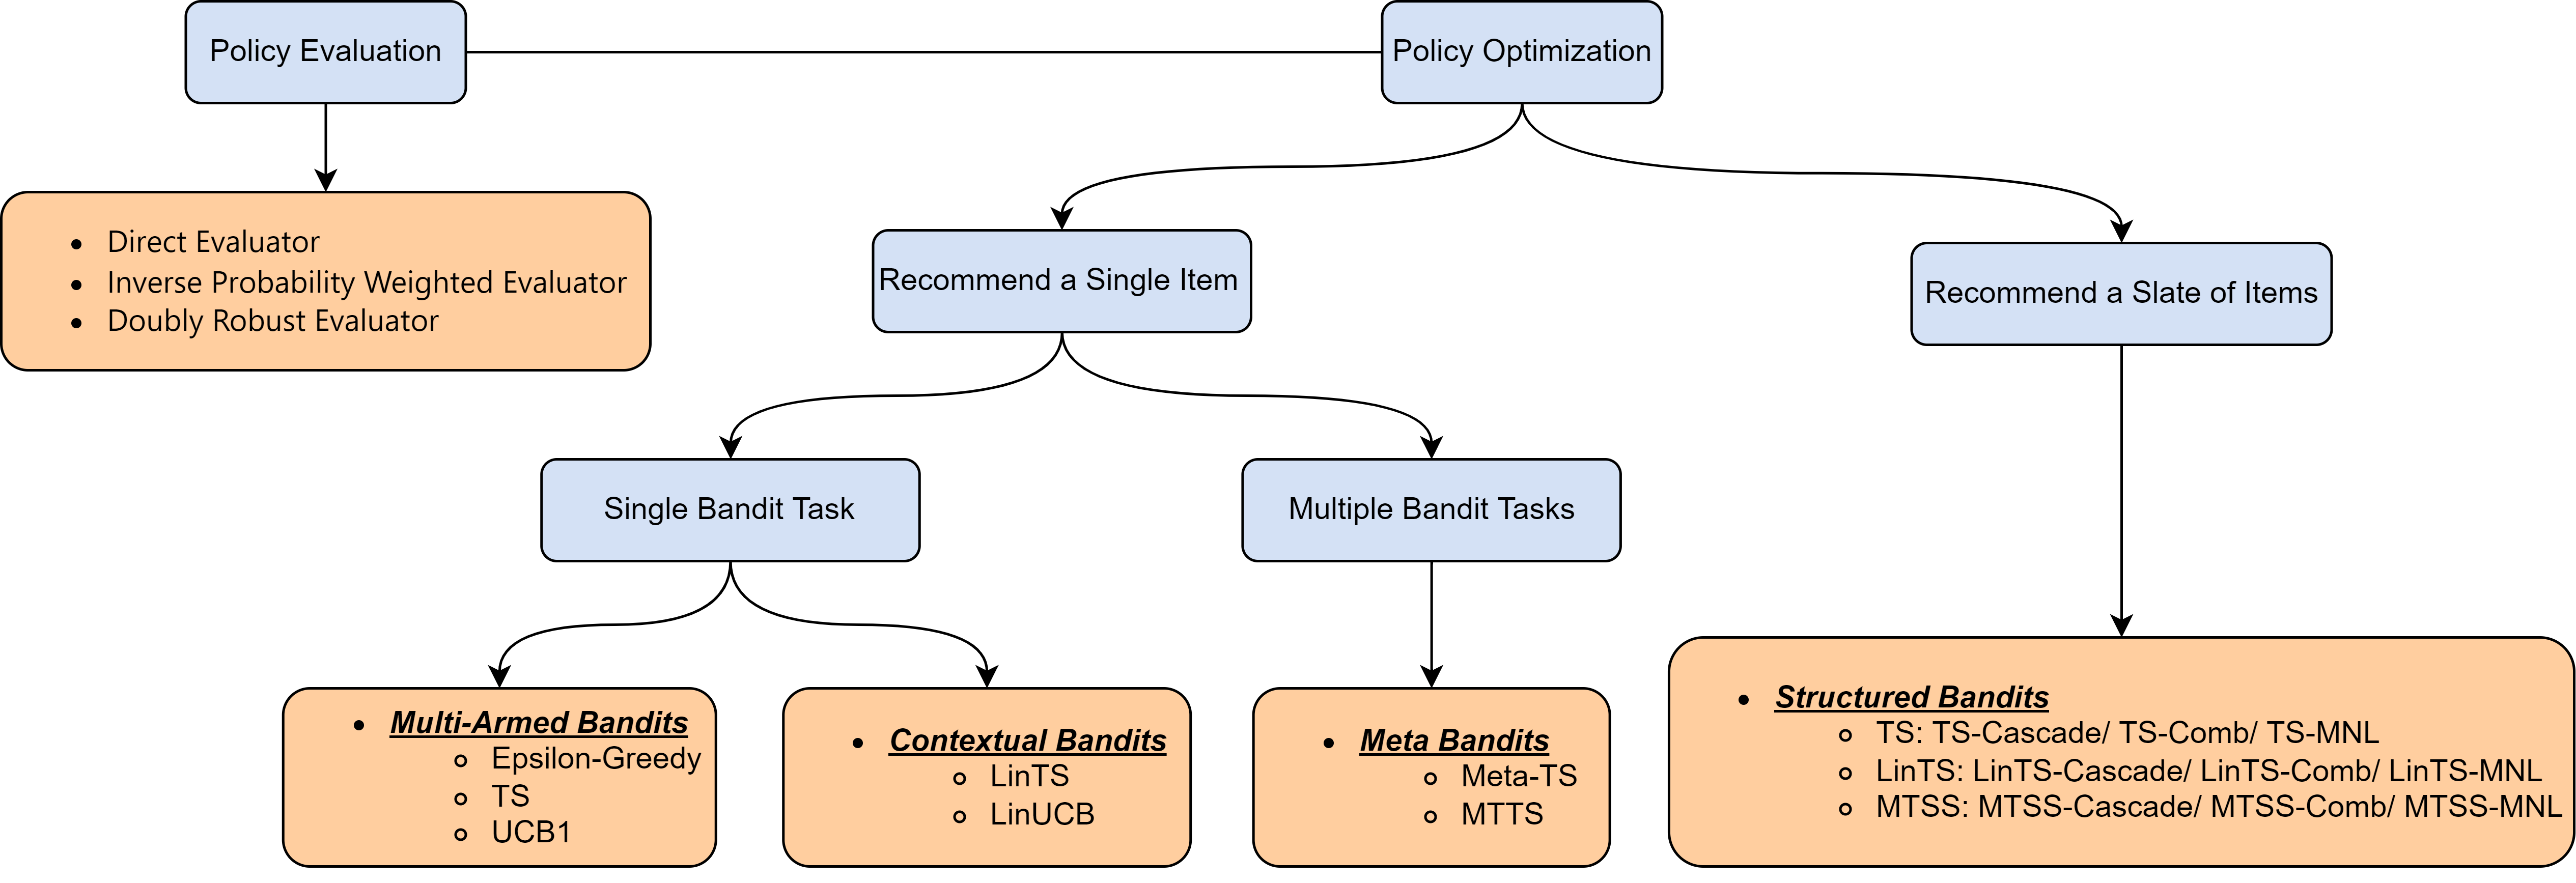 Policy Evaluation
Policy Optimization
Direct Evaluator
Inverse Probability Weighted Evaluator
Doubly Robust Evaluator
Recommend a Single Item
Recommend a Slate of Items
Single Bandit Task
Multiple Bandit Tasks
Multi-Armed Bandits
Epsilon-Greedy
TS
UCB1
Contextual Bandits
LinTS
LinUCB
Meta Bandits
Meta-TS
MTTS
Structured Bandits
TS: TS-Cascade/ TS-Comb/ TS-MNL
LinTS: LinTS-Cascade/ LinTS-Comb/ LinTS-MNL
MTSS: MTSS-Cascade/ MTSS-Comb/ MTSS-MNL